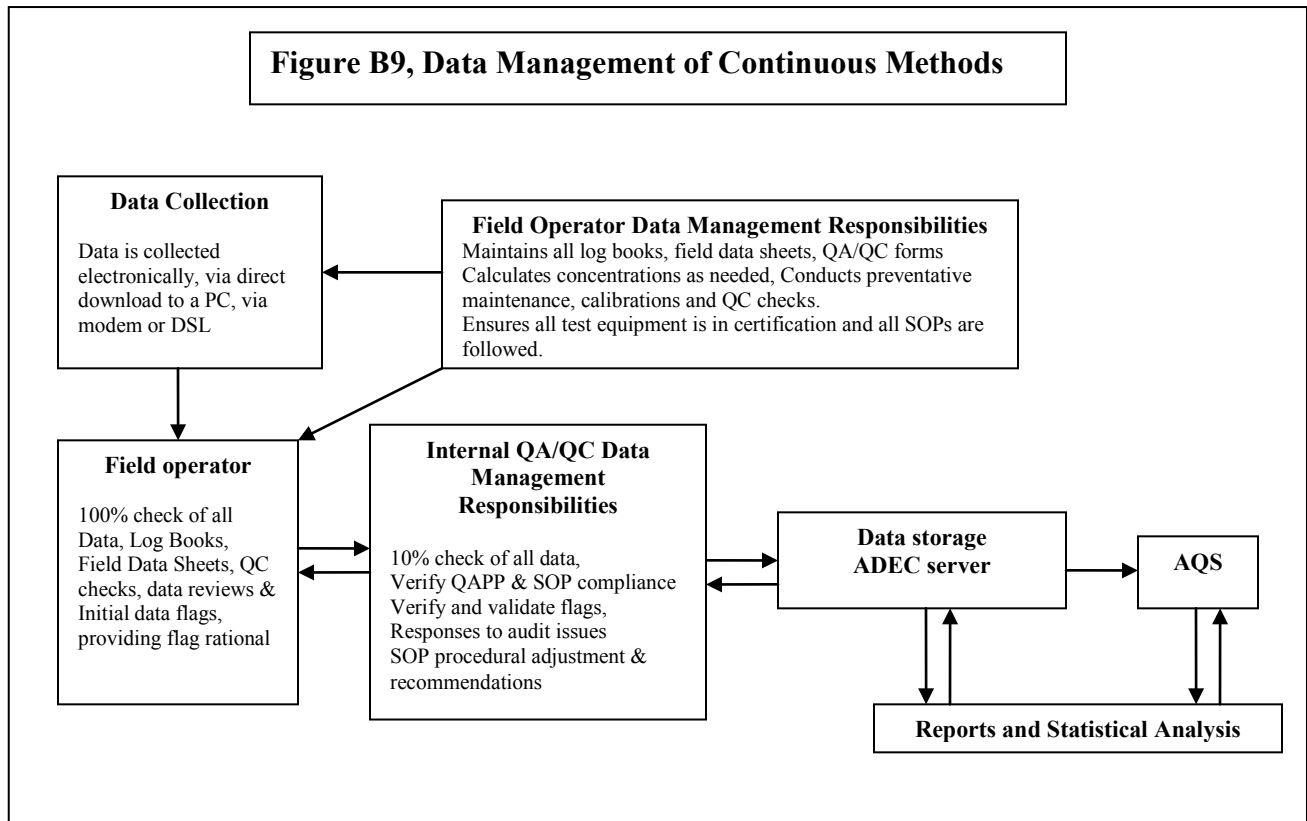 Figure B9, Data Management of Continuous Methods
Data Collection
Data is collected
electronically, via direct
download to a PC, via
modem or DSL
Field Operator Data Management Responsibilities
Maintains all log books, field data sheets, QA/QC forms
Calculates concentrations as needed, Conducts preventative
maintenance, calibrations and QC checks.
Ensures all test equipment is in certification and all SOPs are
followed.
Field operator
100% check of all
Data, Log Books,
Field Data Sheets, QC
checks, data reviews &
Initial data flags,
providing flag rational
Internal QA/QC Data
Management
Responsibilities
10% check of all data,
Verify QAPP & SOP compliance
Verify and validate flags,
Responses to audit issues
SOP procedural adjustment &
recommendations
Data storage
ADEC server
AQS
Reports and Statistical Analysis